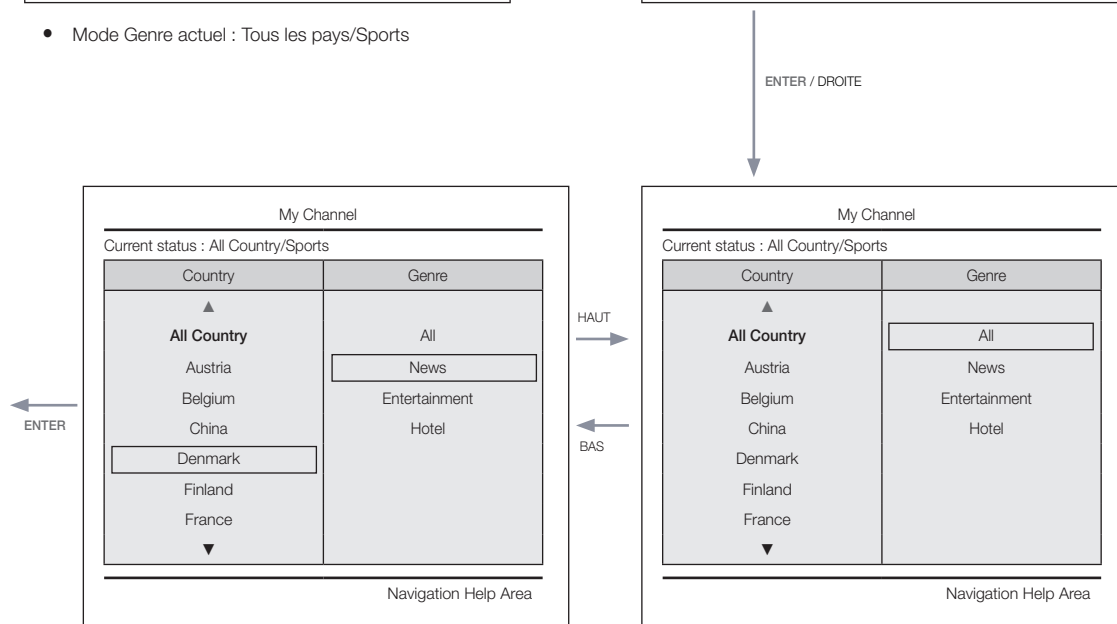 • Mode Genre actuel : Tous les pays/Sports
ENTER / DROITE
My Channel
Current status : All Country/Sports
Country Genre
▲
All Country All
Austria News
Belgium Entertainment
China Hotel
Denmark
Finland
France
▼
Navigation Help Area
ENTER
HAUT
BAS
My Channel
Current status : All Country/Sports
Country Genre
▲
All Country All
Austria News
Belgium Entertainment
China Hotel
Denmark
Finland
France
▼
Navigation Help Area